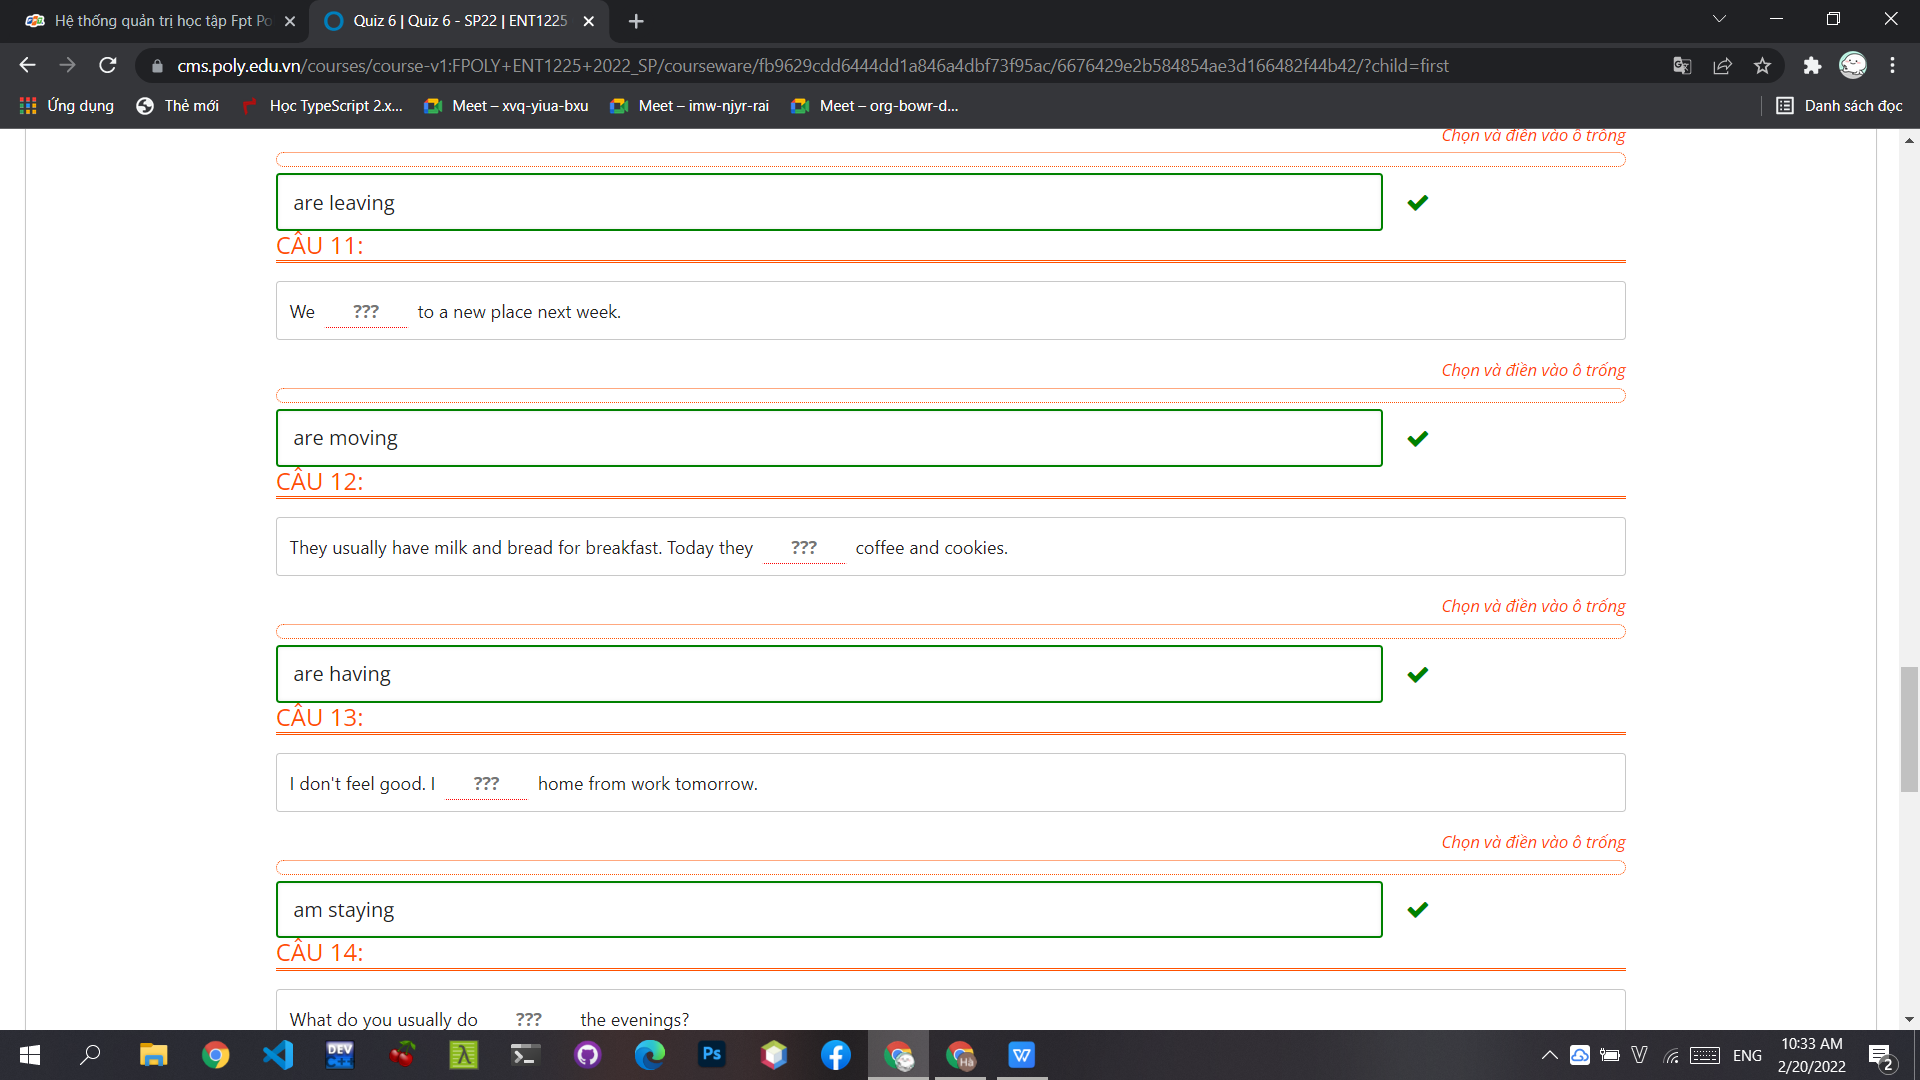 Hệ thống quản trị học tập Fpt Po
Quiz 6 | Quiz 6 - SP22 | ENT1225
cms.poly.edu.vn/courses/course-v1:FPOLY+ENT1225+2022_SP/courseware/fb9629cdd6444dd1a846a4dbf73f95ac/6676429e2b584854ae3d166482f44b42/?child=first
Ứng dụng
Thẻ mới
Học TypeScript 2.x...
Meet – xvq-yiua-bxu
Meet – imw-njyr-rai
Meet – org-bowr-d...
Danh sách đọc
Chọn và điền vào ô trống
are leaving
CÂU 11:
We ??? to a new place next week.
Chọn và điền vào ô trống
are moving
CÂU 12:
They usually have milk and bread for breakfast. Today they ??? coffee and cookies.
Chọn và điền vào ô trống
are having
CÂU 13:
I don't feel good. I ??? home from work tomorrow.
Chọn và điền vào ô trống
am staying
CÂU 14:
What do you usually do ??? the evenings?
DEV
C++
Ps
Hà
W
V
ENG
10:33 AM
2/20/2022
2